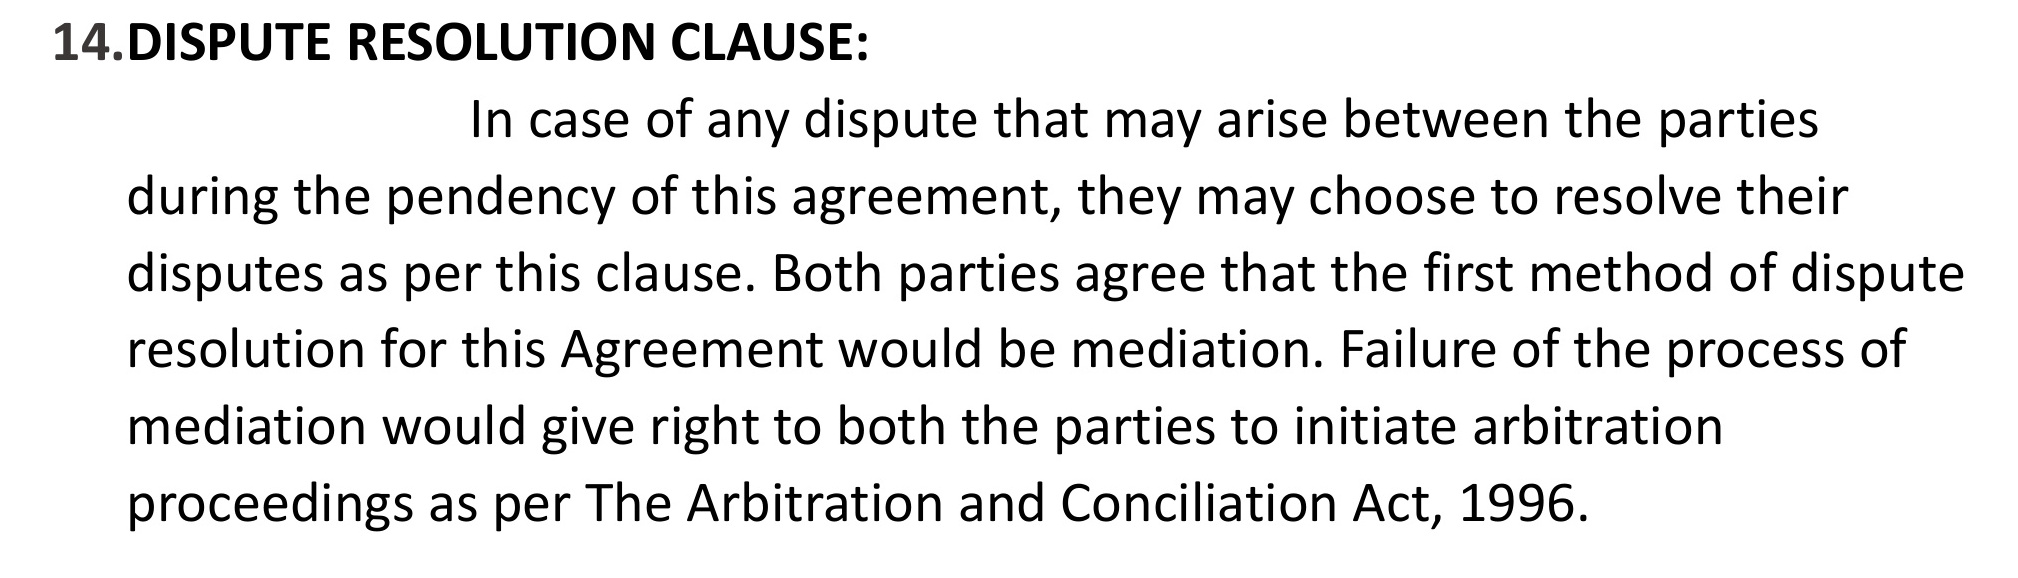 14.DISPUTE RESOLUTION CLAUSE:
In case of any dispute that may arise between the parties
during the pendency of this agreement, they may choose to resolve their
disputes as per this clause. Both parties agree that the first method of dispute
resolution for this Agreement would be mediation. Failure of the process of
mediation would give right to both the parties to initiate arbitration
proceedings as per The Arbitration and Conciliation Act, 1996.